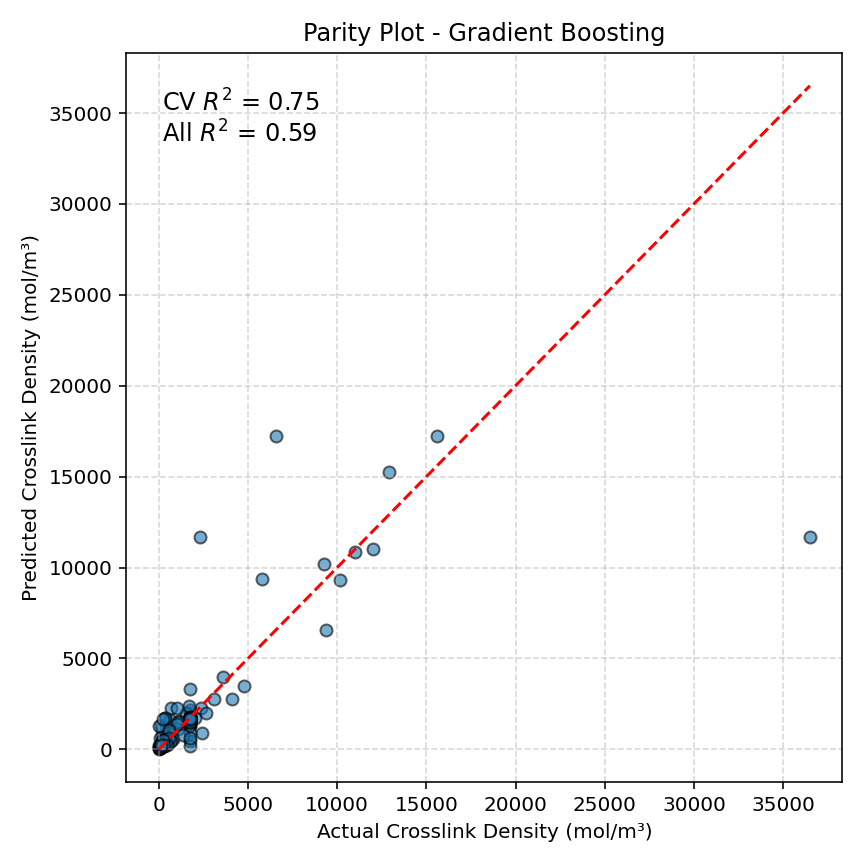 Parity Plot - Gradient Boosting
CV R² = 0.75
All R² = 0.59
Predicted Crosslink Density (mol/m³)
35000
30000
25000
20000
15000
10000
5000
0
0 5000 10000 15000 20000 25000 30000 35000
Actual Crosslink Density (mol/m³)